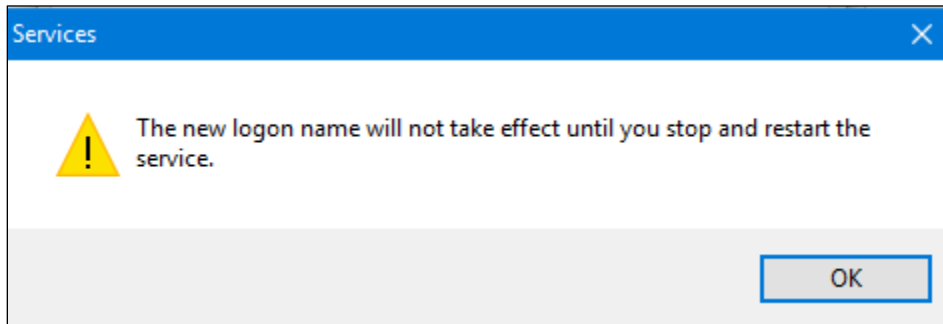 Services
The new logon name will not take effect until you stop and restart the
service.
OK